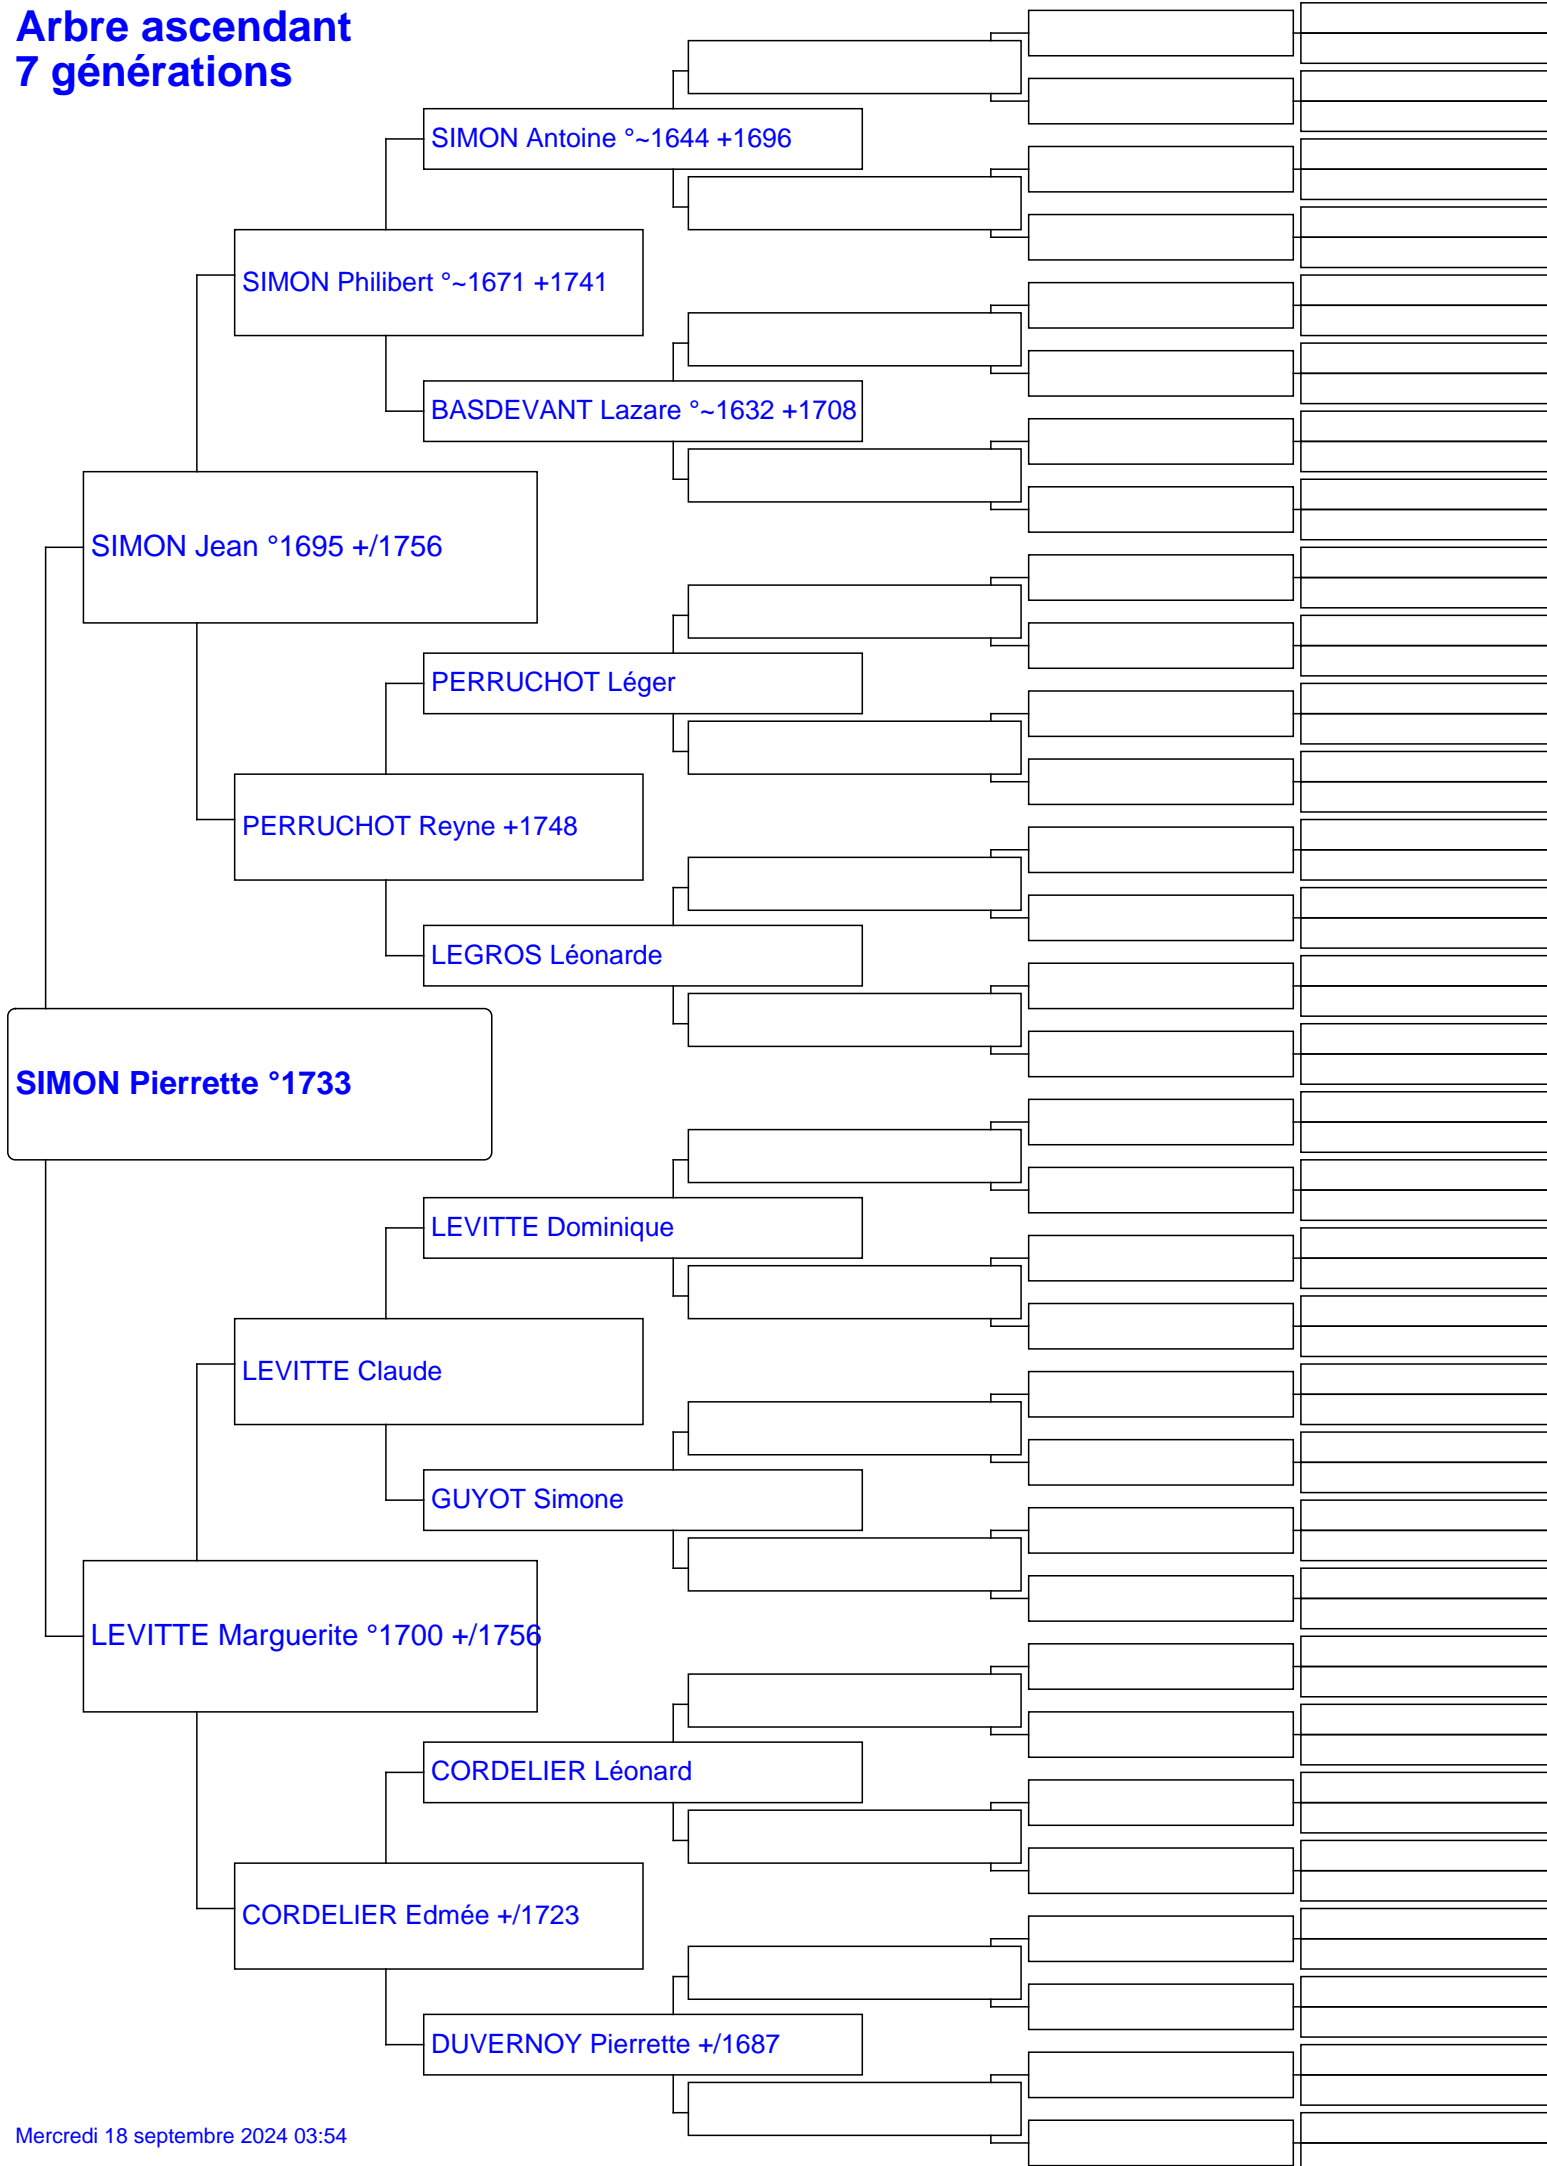 Arbre ascendant
7 générations
SIMON Antoine °~1644 +1696
SIMON Philibert °~1671 +1741
BASDEVANT Lazare °~1632 +1708
SIMON Jean °1695 +/1756
PERRUCHOT Léger
PERRUCHOT Reyne +1748
LEGROS Léonarde
SIMON Pierrette °1733
LEVITTE Dominique
LEVITTE Claude
GUYOT Simone
LEVITTE Marguerite °1700 +/1756
CORDELIER Léonard
CORDELIER Edmée +/1723
DUVERNOY Pierrette +/1687
Mercredi 18 septembre 2024 03:54